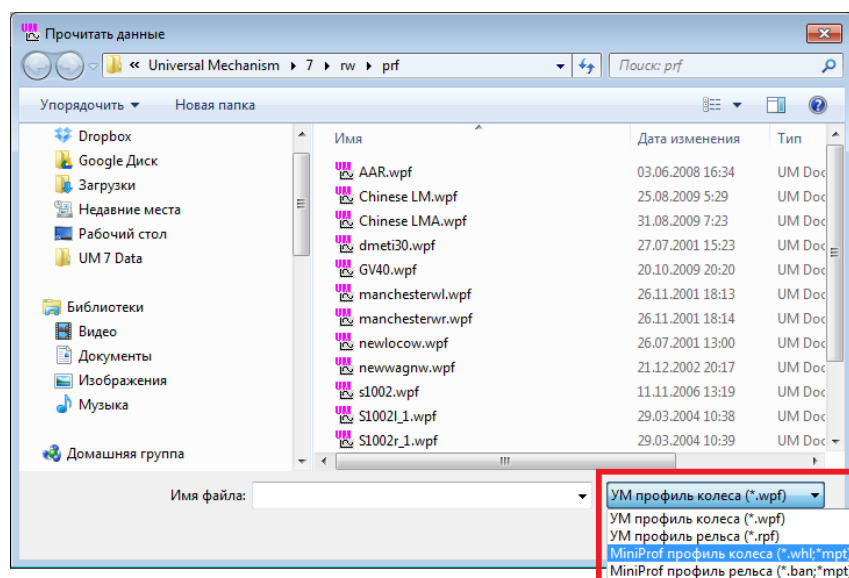 Прочитать данные
« Universal Mechanism 7 rw prf
Поиск: prf
Упорядочить
Новая папка
Dropbox
Google Диск
Загрузки
Недавние места
Рабочий стол
UM 7 Data
Библиотеки
Видео
Документы
Изображения
Музыка
Домашняя группа
Имя Дата изменения Тип
AAR.wpf 03.06.2008 16:34 UM Doc
Chinese LM.wpf 25.08.2009 5:29 UM Doc
Chinese LMA.wpf 31.08.2009 7:23 UM Doc
dmeti30.wpf 27.07.2001 15:23 UM Doc
GV40.wpf 20.10.2009 20:20 UM Doc
manchesterwl.wpf 26.11.2001 18:13 UM Doc
manchesterwr.wpf 26.11.2001 18:14 UM Doc
newlocow.wpf 26.07.2001 13:00 UM Doc
newwagnw.wpf 21.12.2002 20:17 UM Doc
s1002.wpf 11.11.2006 13:19 UM Doc
S1002l_1.wpf 29.03.2004 10:38 UM Doc
S1002r_1.wpf 29.03.2004 10:39 UM Doc
Имя файла:
УМ профиль колеса (*.wpf)
УМ профиль колеса (*.wpf)
УМ профиль рельса (*.rpf)
MiniProf профиль колеса (*.whl;*mpt)
MiniProf профиль рельса (*.ban;*mpt)